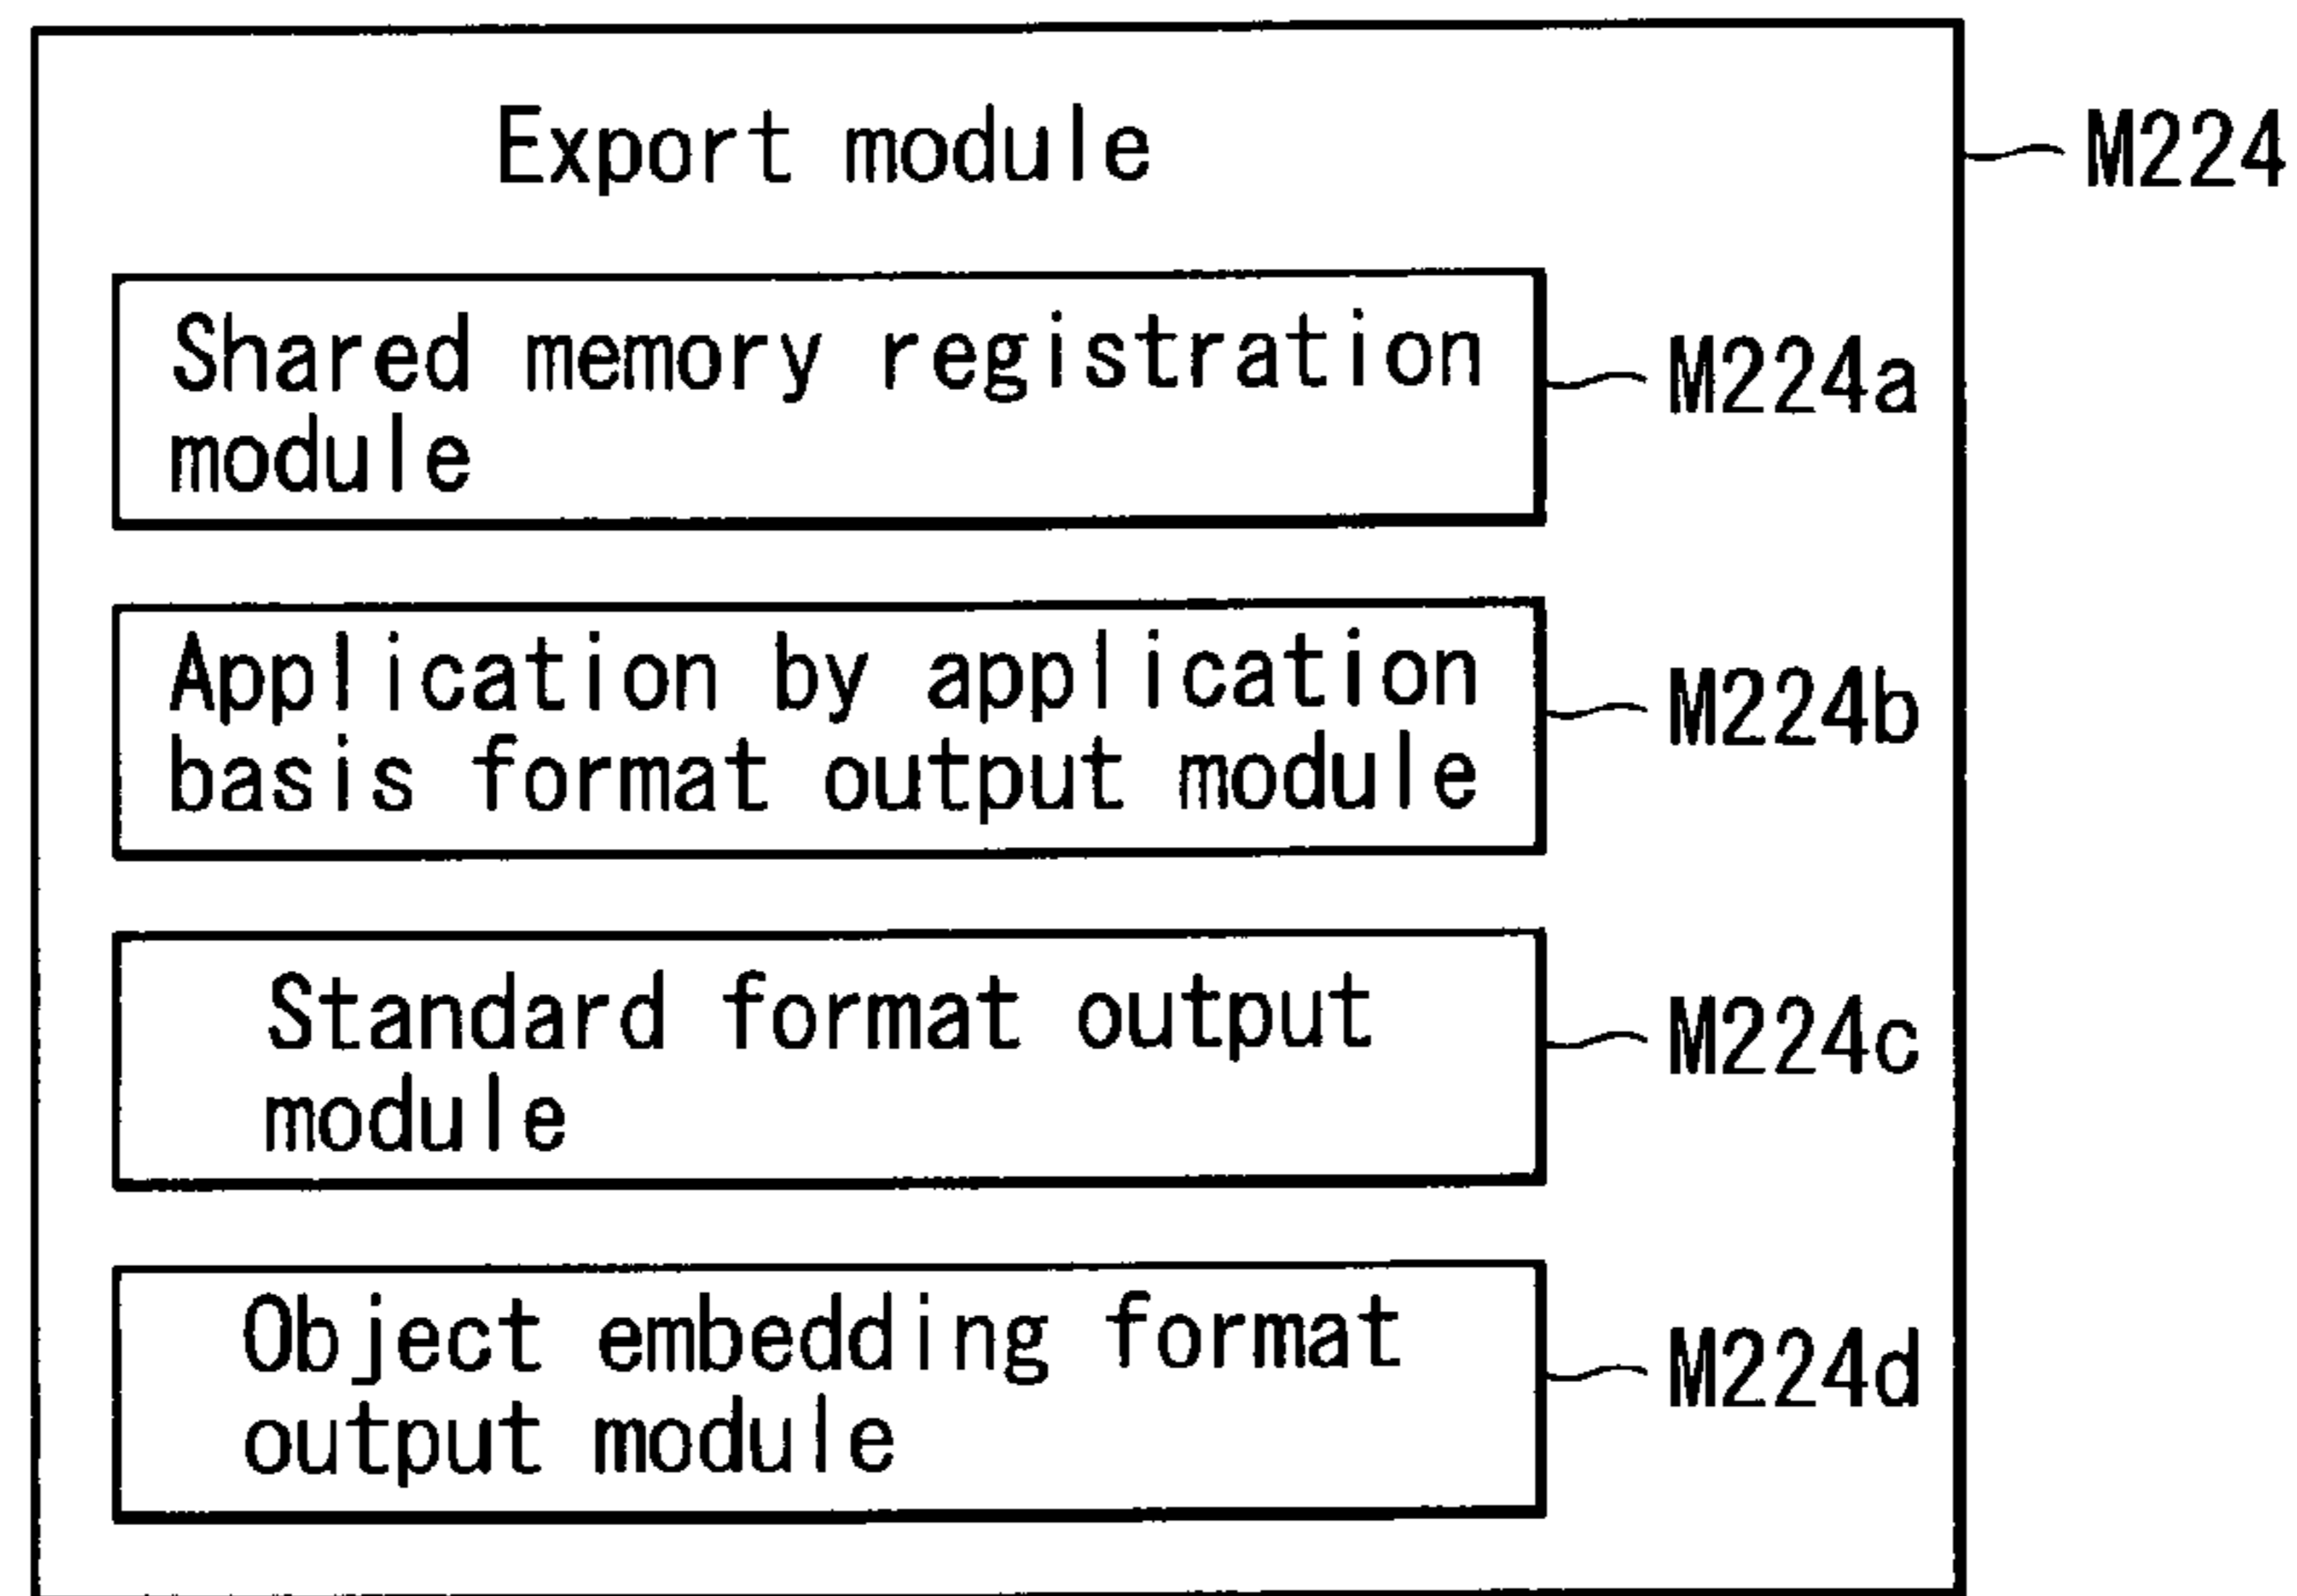 Export module
M224
Shared memory registration
module
M224a
Application by application
basis format output module
M224b
Standard format output
module
M224c
Object embedding format
output module
M224d